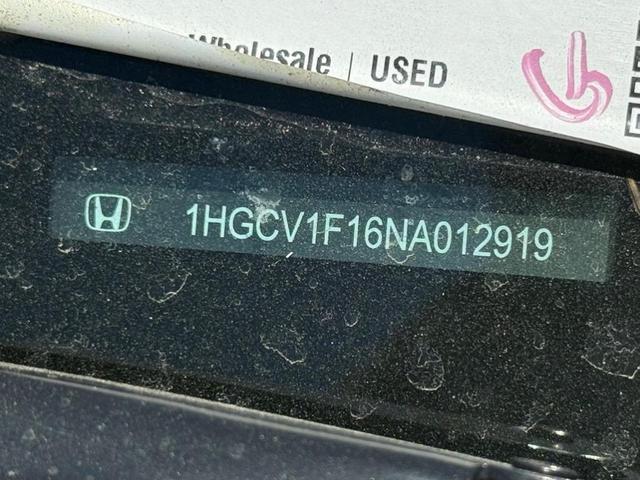 Wholesale | USED
1HGCV1F16NA012919